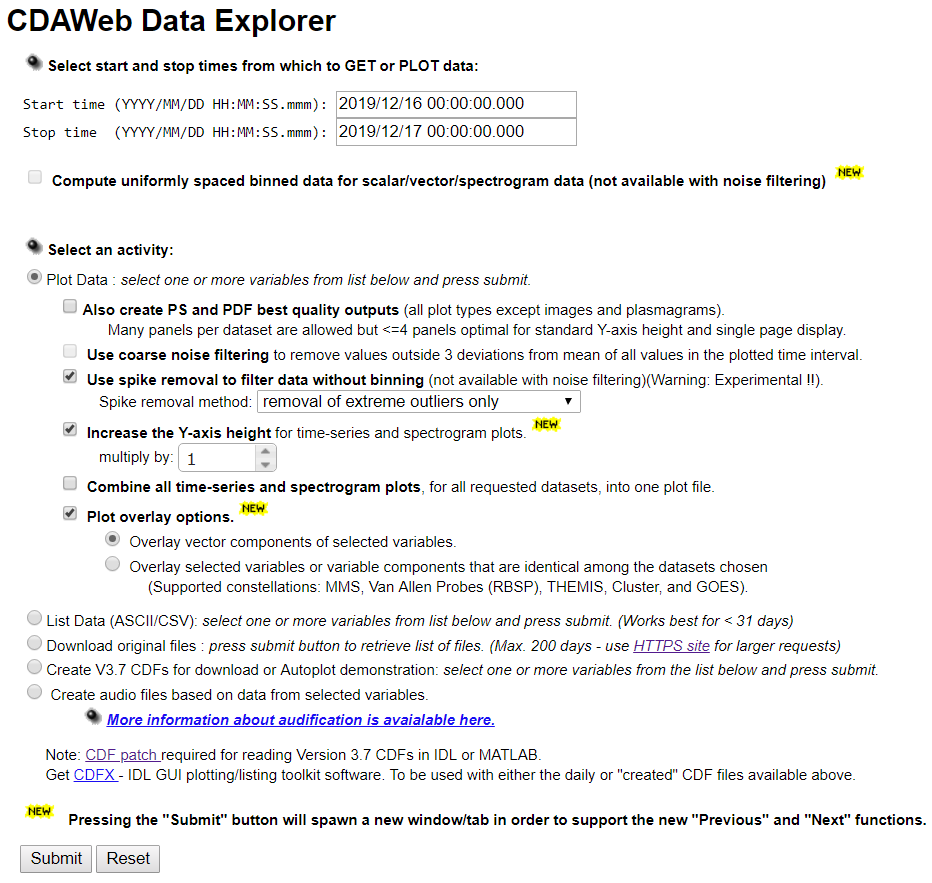 CDAWeb Data Explorer
Select start and stop times from which to GET or PLOT data:
Start time (YYYY/MM/DD HH:MM:SS.mmm): 2019/12/16 00:00:00.000
Stop time (YYYY/MM/DD HH:MM:SS.mmm): 2019/12/17 00:00:00.000
Compute uniformly spaced binned data for scalar/vector/spectrogram data (not available with noise filtering) NEW
Select an activity:
Plot Data : select one or more variables from list below and press submit.
Also create PS and PDF best quality outputs (all plot types except images and plasmagrams).
Many panels per dataset are allowed but <=4 panels optimal for standard Y-axis height and single page display.
Use coarse noise filtering to remove values outside 3 deviations from mean of all values in the plotted time interval.
Use spike removal to filter data without binning (not available with noise filtering)(Warning: Experimental !!).
Spike removal method: removal of extreme outliers only
Increase the Y-axis height for time-series and spectrogram plots. NEW
multiply by: 1
Combine all time-series and spectrogram plots, for all requested datasets, into one plot file.
Plot overlay options. NEW
Overlay vector components of selected variables.
Overlay selected variables or variable components that are identical among the datasets chosen
(Supported constellations: MMS, Van Allen Probes (RBSP), THEMIS, Cluster, and GOES).
List Data (ASCII/CSV): select one or more variables from list below and press submit. (Works best for < 31 days)
Download original files : press submit button to retrieve list of files. (Max. 200 days - use HTTPS site for larger requests)
Create V3.7 CDFs for download or Autoplot demonstration: select one or more variables from the list below and press submit.
Create audio files based on data from selected variables.
More information about audification is avaialable here.
Note: CDF patch required for reading Version 3.7 CDFs in IDL or MATLAB.
Get CDFX - IDL GUI plotting/listing toolkit software. To be used with either the daily or "created" CDF files available above.
NEW Pressing the "Submit" button will spawn a new window/tab in order to support the new "Previous" and "Next" functions.
Submit Reset